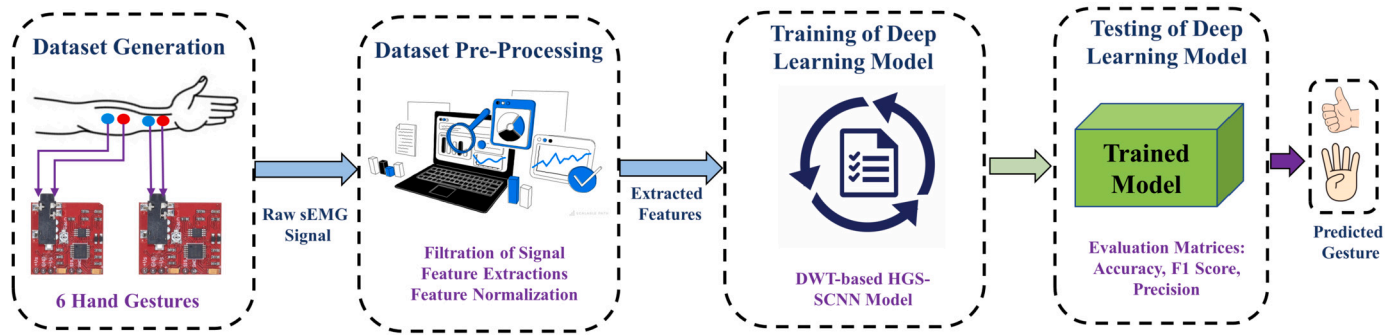 Dataset Generation
6 Hand Gestures
Raw sEMG
Signal
Dataset Pre-Processing
Filtration of Signal
Feature Extractions
Feature Normalization
Extracted
Features
Training of Deep
Learning Model
DWT-based HGS-
SCNN Model
Testing of Deep
Learning Model
Trained
Model
Evaluation Matrices:
Accuracy, F1 Score,
Precision
Predicted
Gesture